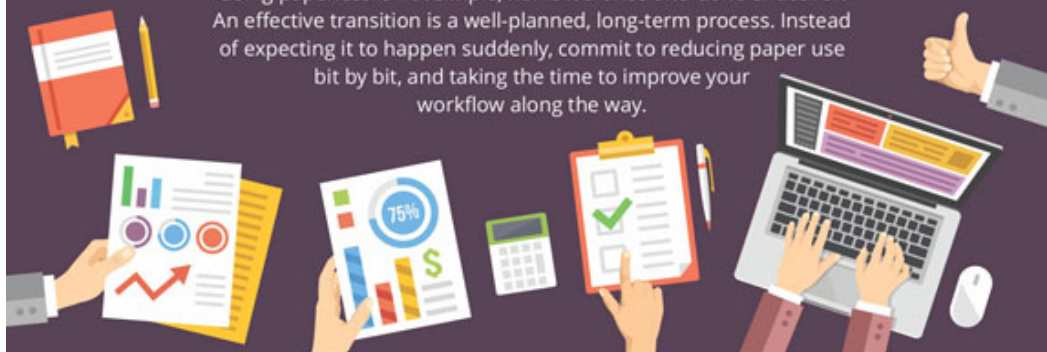 An effective transition is a well-planned, long-term process. Instead
of expecting it to happen suddenly, commit to reducing paper use
bit by bit, and taking the time to improve your
workflow along the way.
75%
$